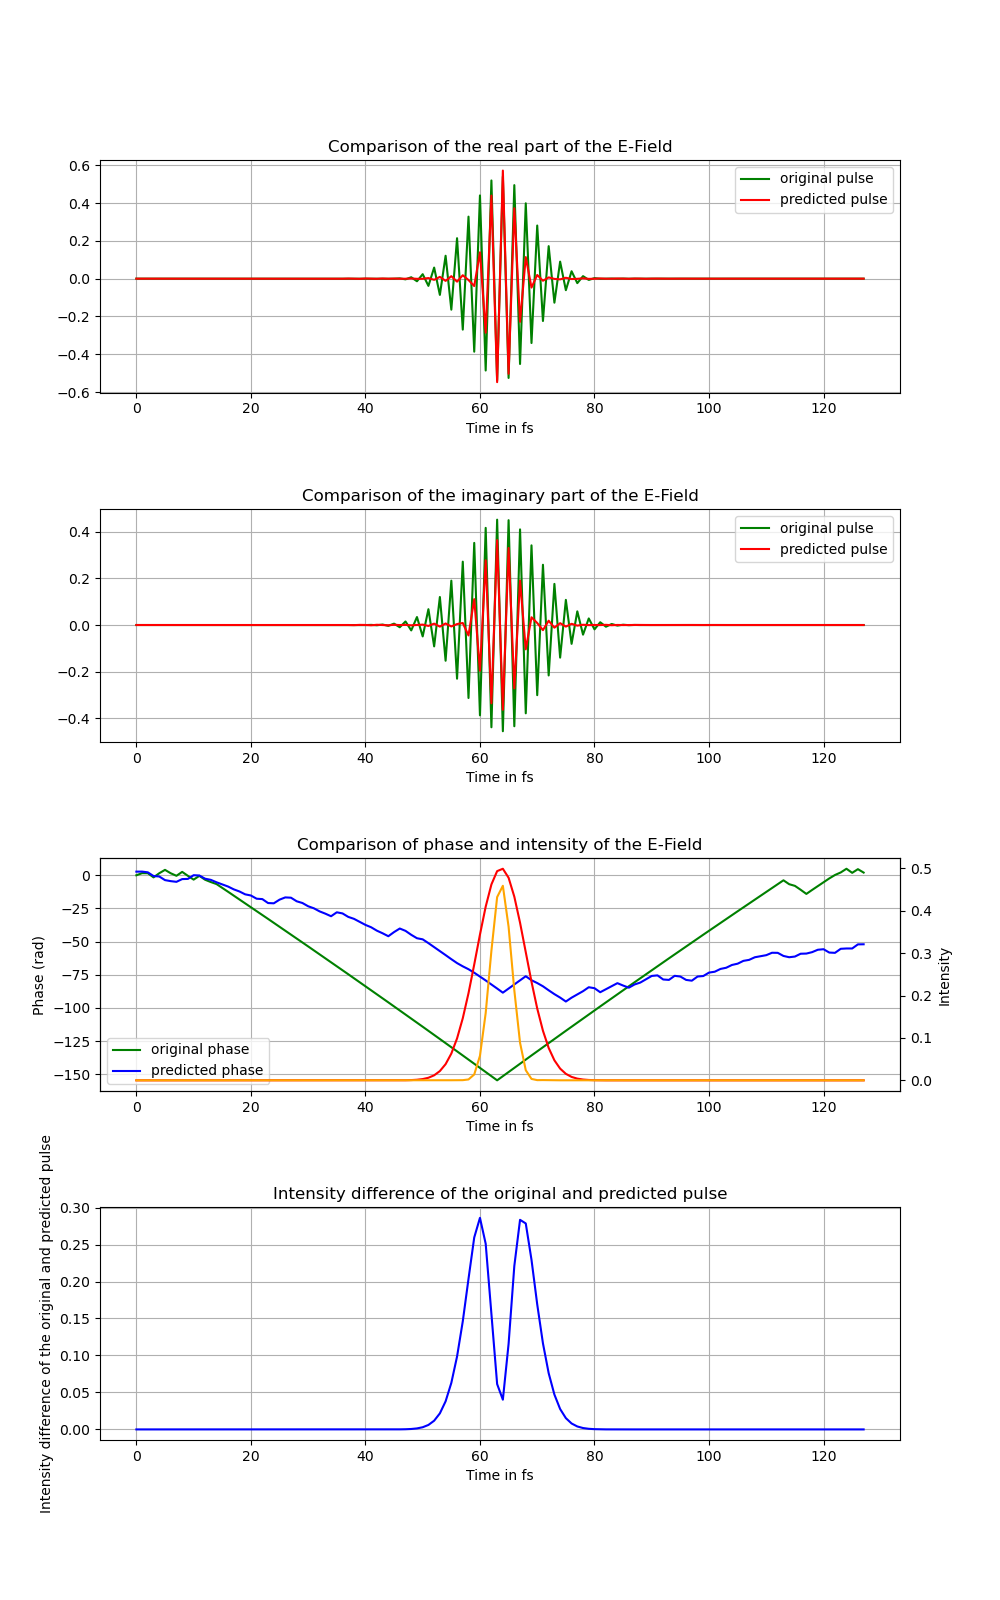 Comparison of the real part of the E-Field
0.6
0.4
0.2
0.0
−0.2
−0.4
−0.6
original pulse
predicted pulse
0 20 40 60 80 100 120
Time in fs
Comparison of the imaginary part of the E-Field
0.4
0.2
0.0
−0.2
−0.4
original pulse
predicted pulse
0 20 40 60 80 100 120
Time in fs
Comparison of phase and intensity of the E-Field
Phase (rad)
0
−25
−50
−75
−100
−125
−150
original phase
predicted phase
0.5
0.4
0.3
0.2
0.1
0.0
Intensity
0 20 40 60 80 100 120
Time in fs
Intensity difference of the original and predicted pulse
Intensity difference of the original and predicted pulse
0.30
0.25
0.20
0.15
0.10
0.05
0.00
0 20 40 60 80 100 120
Time in fs